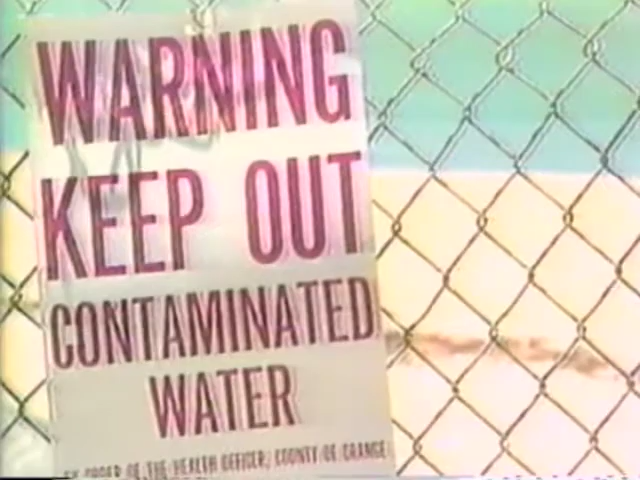 WARNING
KEEP OUT
CONTAMINATED
WATER
BY ORDER OF THE HEALTH OFFICER, COUNTY OF ORANGE